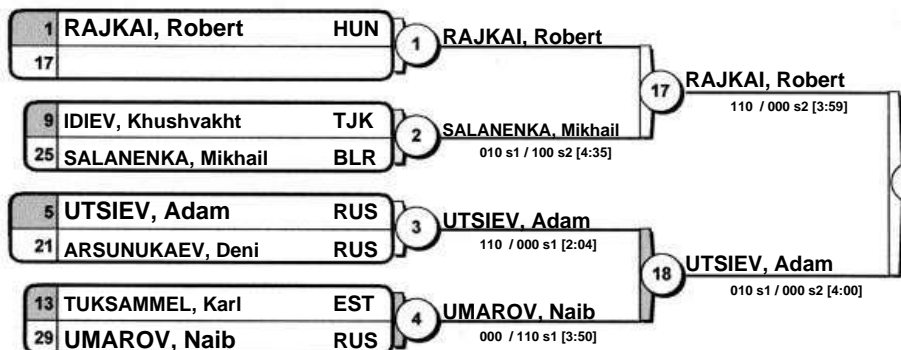 1 RAJKAI, Robert HUN
17
1
RAJKAI, Robert
17
RAJKAI, Robert
110 / 000 s2 [3:59]
9 IDIEV, Khushvakht TJK
25 SALANENKA, Mikhail BLR
2
SALANENKA, Mikhail
010 s1 / 100 s2 [4:35]
5 UTSIEV, Adam RUS
21 ARSUNUKAEV, Deni RUS
3
UTSIEV, Adam
110 / 000 s1 [2:04]
18
UTSIEV, Adam
010 s1 / 000 s2 [4:00]
13 TUKSAMMEL, Karl EST
29 UMAROV, Naib RUS
4
UMAROV, Naib
000 / 110 s1 [3:50]